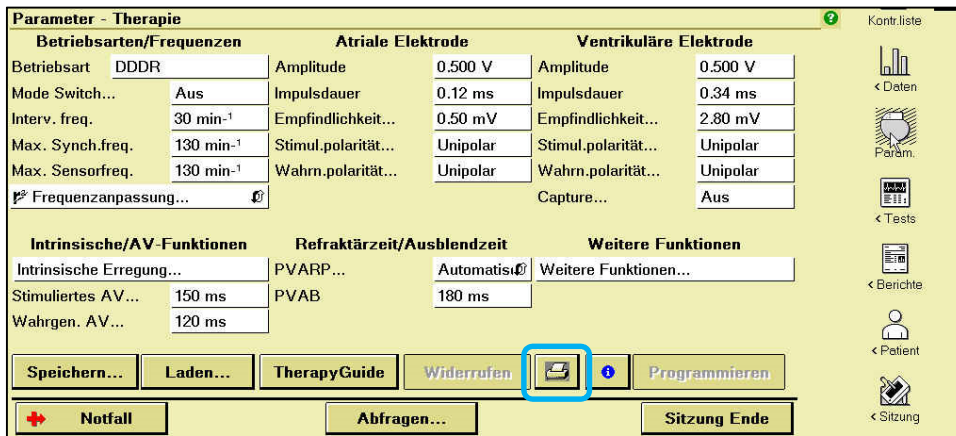 Parameter - Therapie
?
Kontr.liste
Betriebsarten/Frequenzen
Betriebsart DDDR
Mode Switch... Aus
Interv. freq. 30 min-¹
Max. Synch.freq. 130 min-¹
Max. Sensorfreq. 130 min-¹
Frequenzanpassung...
Atriale Elektrode
Amplitude 0.500 V
Impulsdauer 0.12 ms
Empfindlichkeit... 0.50 mV
Stimul.polarität... Unipolar
Wahrn.polarität... Unipolar
Ventrikuläre Elektrode
Amplitude 0.500 V
Impulsdauer 0.34 ms
Empfindlichkeit... 2.80 mV
Stimul.polarität... Unipolar
Wahrn.polarität... Unipolar
Capture... Aus
Intrinsische/AV-Funktionen
Intrinsische Erregung...
Stimuliertes AV... 150 ms
Wahrgen. AV... 120 ms
Refraktärzeit/Ausblendzeit
PVARP... Automatis
PVAB 180 ms
Weitere Funktionen
Weitere Funktionen...
Speichern... Laden... TherapyGuide Widerrufen i Programmieren
Notfall Abfragen... Sitzung Ende
< Daten
Param.
< Tests
< Berichte
< Patient
< Sitzung